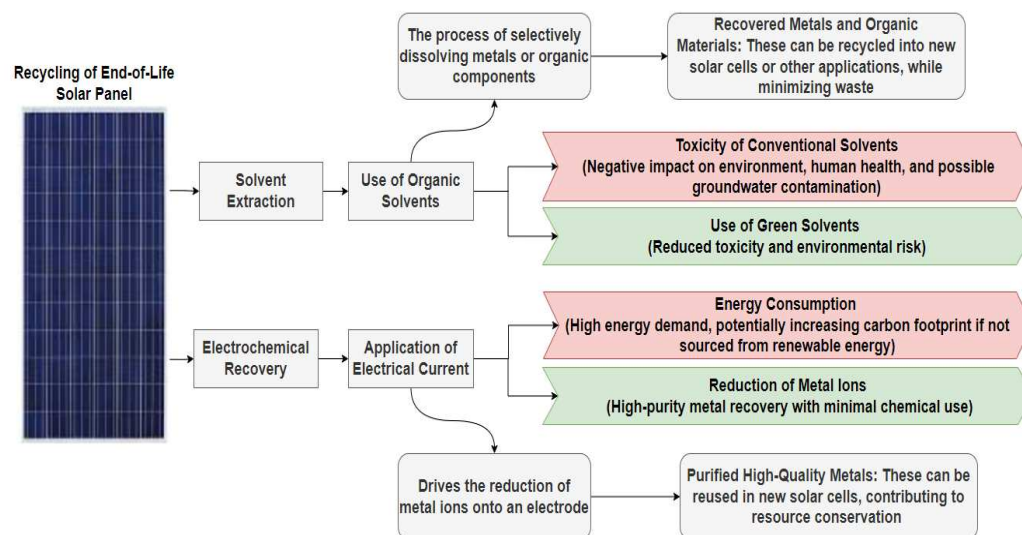 Recycling of End-of-Life
Solar Panel
The process of selectively
dissolving metals or organic
components
Recovered Metals and Organic
Materials: These can be recycled into new
solar cells or other applications, while
minimizing waste
Solvent
Extraction
Use of Organic
Solvents
Toxicity of Conventional Solvents
(Negative impact on environment, human health, and possible
groundwater contamination)
Use of Green Solvents
(Reduced toxicity and environmental risk)
Electrochemical
Recovery
Application of
Electrical Current
Energy Consumption
(High energy demand, potentially increasing carbon footprint if not
sourced from renewable energy)
Reduction of Metal Ions
(High-purity metal recovery with minimal chemical use)
Drives the reduction of
metal ions onto an electrode
Purified High-Quality Metals: These can be
reused in new solar cells, contributing to
resource conservation